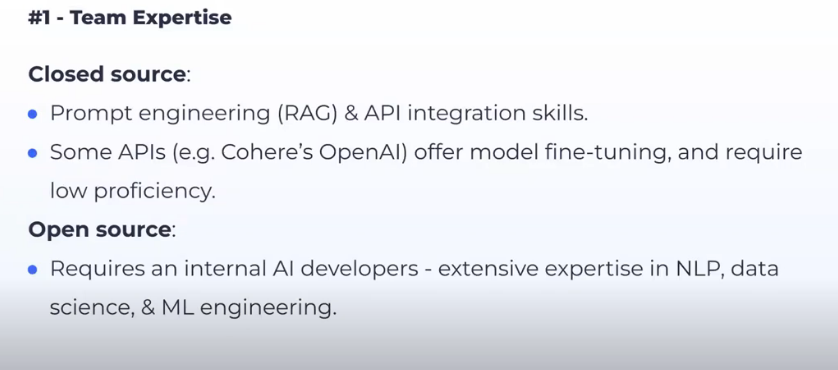 #1 - Team Expertise
Closed source:
Prompt engineering (RAG) & API integration skills.
Some APIs (e.g. Cohere’s OpenAI) offer model fine-tuning, and require
low proficiency.
Open source:
Requires an internal AI developers - extensive expertise in NLP, data
science, & ML engineering.